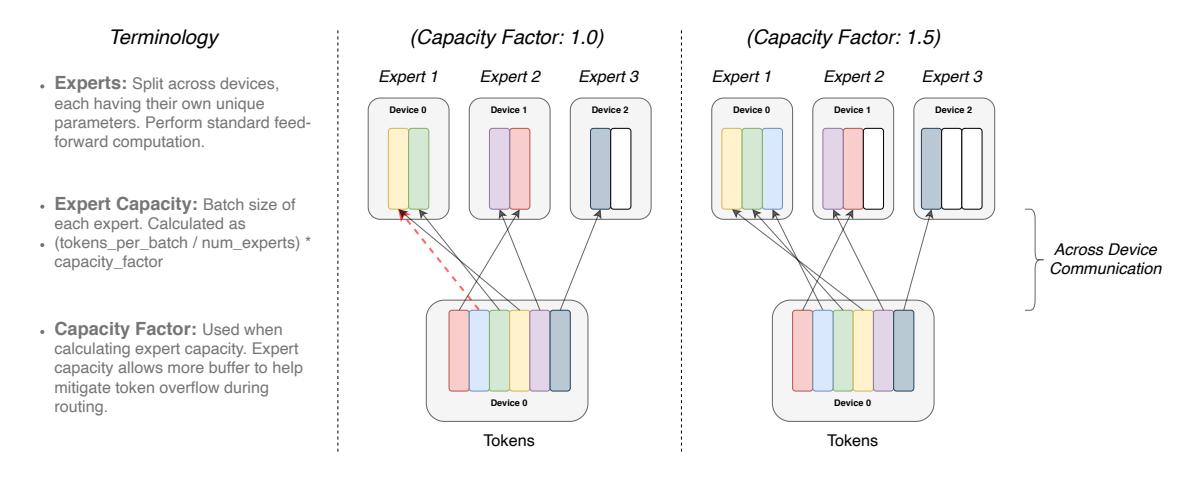 Terminology
• Experts: Split across devices,
each having their own unique
parameters. Perform standard feed-
forward computation.
• Expert Capacity: Batch size of
each expert. Calculated as
• (tokens_per_batch / num_experts) *
capacity_factor
• Capacity Factor: Used when
calculating expert capacity. Expert
capacity allows more buffer to help
mitigate token overflow during
routing.
(Capacity Factor: 1.0)
Expert 1 Expert 2 Expert 3
Device 0 Device 1 Device 2
Device 0
Tokens
(Capacity Factor: 1.5)
Expert 1 Expert 2 Expert 3
Device 0 Device 1 Device 2
Device 0
Tokens
Across Device
Communication